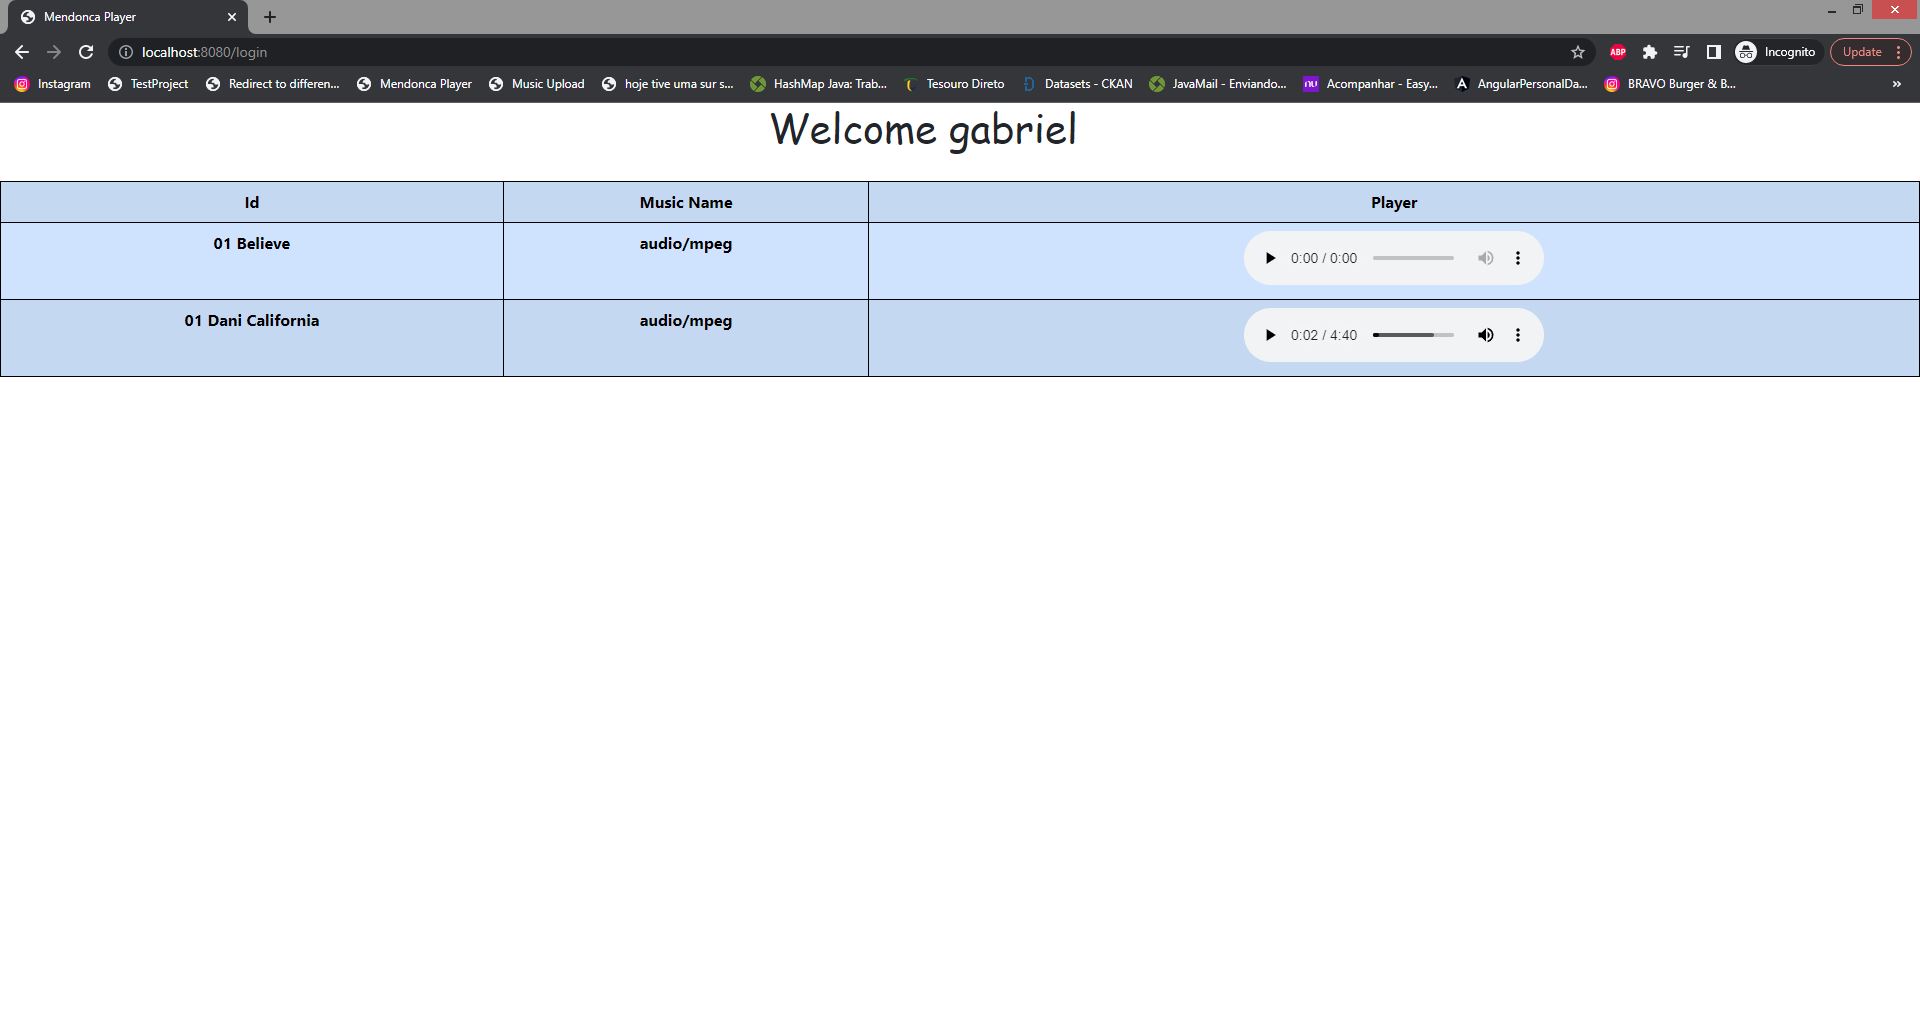 Mendonca Player
localhost:8080/login
ABP
Incognito
Update
Instagram TestProject Redirect to differen... Mendonca Player Music Upload hoje tive uma sur s... HashMap Java: Trab... Tesouro Direto Datasets - CKAN JavaMail - Enviando... nu Acompanhar - Easy... AngularPersonalDa... BRAVO Burger & B... »
Welcome gabriel
Id Music Name Player
01 Believe audio/mpeg 0:00 / 0:00
01 Dani California audio/mpeg 0:02 / 4:40